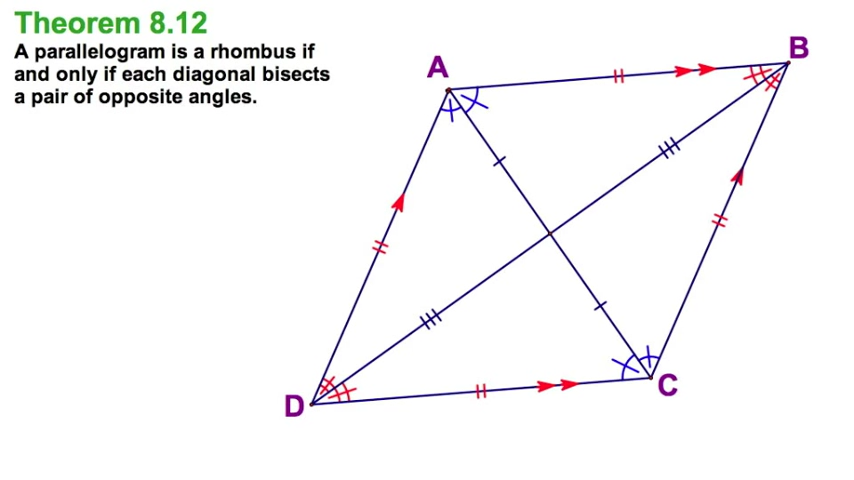 Theorem 8.12
A parallelogram is a rhombus if
and only if each diagonal bisects
a pair of opposite angles.
A
B
C
D